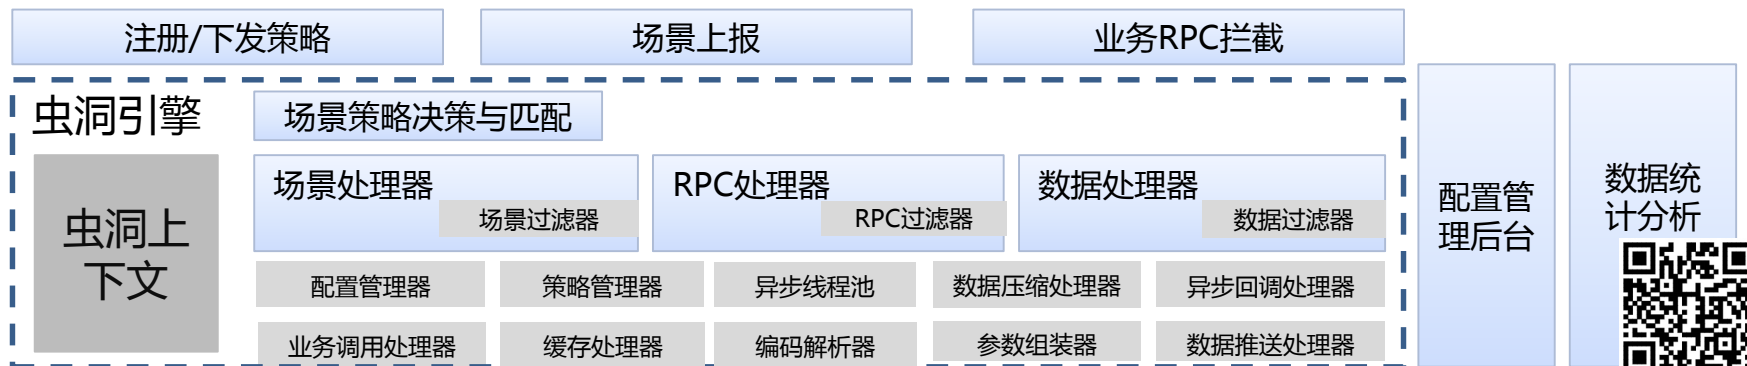 注册/下发策略
场景上报
业务RPC拦截
虫洞引擎
场景策略决策与匹配
虫洞上
下文
场景处理器
场景过滤器
RPC处理器
RPC过滤器
数据处理器
数据过滤器
配置管理器
策略管理器
异步线程池
数据压缩处理器
异步回调处理器
业务调用处理器
缓存处理器
编码解析器
参数组装器
数据推送处理器
配置管
理后台
数据统
计分析